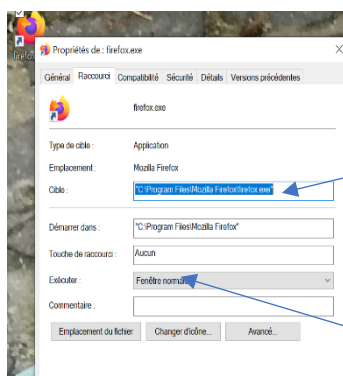 Propriétés de : firefox.exe
Général Raccourci Compatibilité Sécurité Détails Versions précédentes
firefox.exe
Type de cible : Application
Emplacement : Mozilla Firefox
Cible : "C:\Program Files\Mozilla Firefox\firefox.exe"
Démarrer dans : "C:\Program Files\Mozilla Firefox"
Touche de raccourci : Aucun
Exécuter : Fenêtre normale
Commentaire :
Emplacement du fichier Changer d'icône... Avancé...